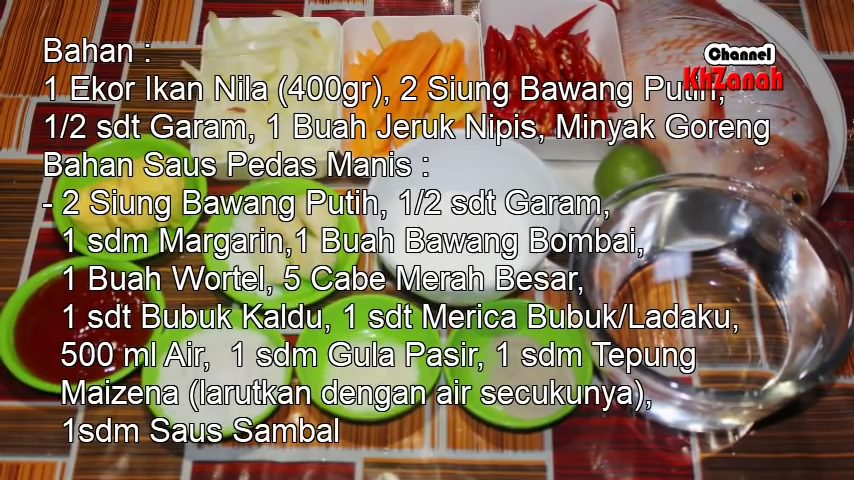 Channel
KhZanah
Bahan :
1 Ekor Ikan Nila (400gr), 2 Siung Bawang Putih,
1/2 sdt Garam, 1 Buah Jeruk Nipis, Minyak Goreng
Bahan Saus Pedas Manis :
- 2 Siung Bawang Putih, 1/2 sdt Garam,
1 sdm Margarin,1 Buah Bawang Bombai,
1 Buah Wortel, 5 Cabe Merah Besar,
1 sdt Bubuk Kaldu, 1 sdt Merica Bubuk/Ladaku,
500 ml Air, 1 sdm Gula Pasir, 1 sdm Tepung
Maizena (larutkan dengan air secukunya),
1sdm Saus Sambal